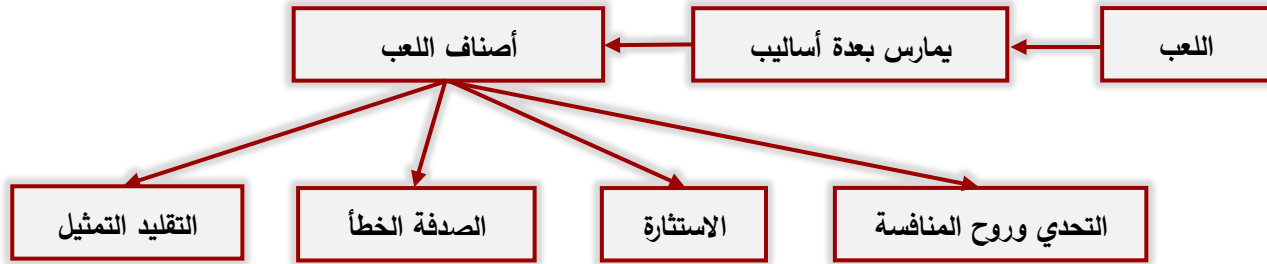 اللعب
يمارس بعدة أساليب
أصناف اللعب
التحدي وروح المنافسة
الاستثارة
الصدفة الخطأ
التقليد التمثيل